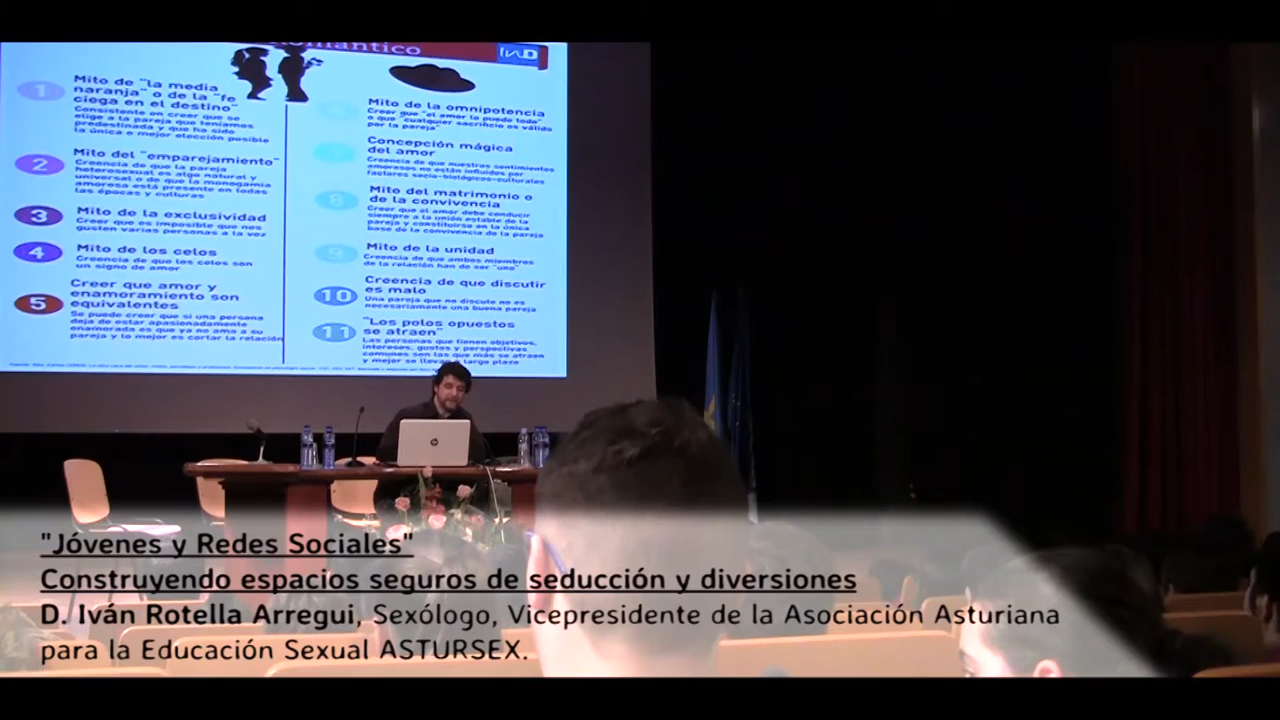 Romántico
1
Mito de "la media
naranja" o de la "fe
ciega en el destino"
Consistente en creer que se
elige a la pareja que teníamos
predestinada y que ha sido
la única o mejor elección posible
2
Mito del "emparejamiento"
Creencia de que la pareja
heterosexual es algo natural y
universal o de que la monogamia
amorosa está presente en todas
las épocas y culturas
3
Mito de la exclusividad
Creer que es imposible que nos
gusten varias personas a la vez
4
Mito de los celos
Creencia de que los celos son
un signo de amor
5
Creer que amor y
enamoramiento son
equivalentes
Se puede creer que si una persona
deja de estar apasionadamente
enamorada es que ya no ama a su
pareja y lo mejor es cortar la relación
Mito de la omnipotencia
Creer que "el amor lo puede todo"
o que "cualquier sacrificio es válido
por la pareja"
Concepción mágica
del amor
Creencia de que nuestros sentimientos
amorosos no están influidos por
factores socio-biológicos-culturales
8
Mito del matrimonio o
de la convivencia
Creer que el amor debe conducir
siempre a la unión estable de la
pareja y constituirse en la única
base de la convivencia de la pareja
9
Mito de la unidad
Creencia de que ambos miembros
de la relación han de ser "uno"
10
Creencia de que discutir
es malo
Una pareja que no discute no es
necesariamente una buena pareja
11
"Los polos opuestos
se atraen"
Las personas que tienen objetivos,
intereses, gustos y perspectivas
comunes son las que más se atraen
y mejor se llevan a largo plazo
hp
"Jóvenes y Redes Sociales"
Construyendo espacios seguros de seducción y diversiones
D. Iván Rotella Arregui, Sexólogo, Vicepresidente de la Asociación Asturiana
para la Educación Sexual ASTURSEX.